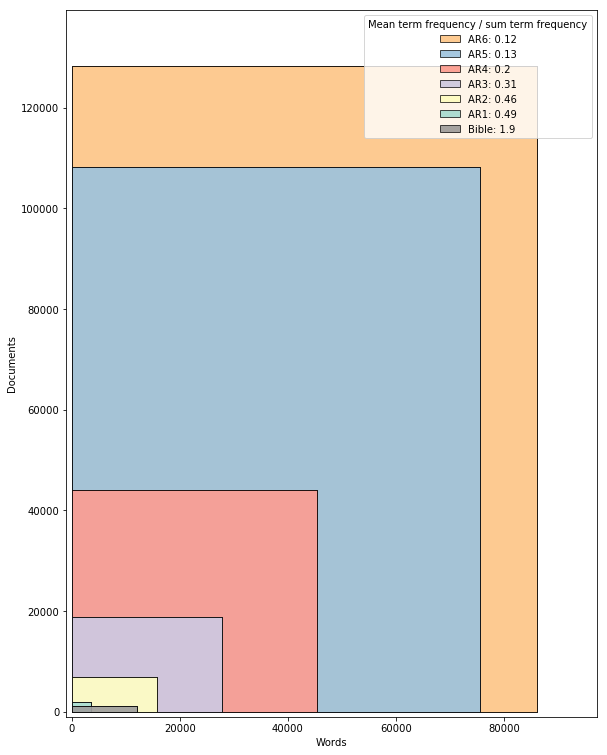 Mean term frequency / sum term frequency
AR6: 0.12
AR5: 0.13
AR4: 0.2
AR3: 0.31
AR2: 0.46
AR1: 0.49
Bible: 1.9
120000
100000
80000
60000
40000
20000
0
Documents
0 20000 40000 60000 80000
Words